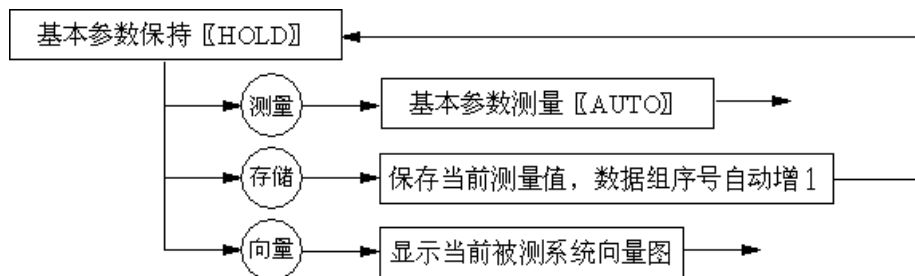 基本参数保持〖HOLD〗
测量
基本参数测量〖AUTO〗
存储
保存当前测量值，数据组序号自动增1
向量
显示当前被测系统向量图